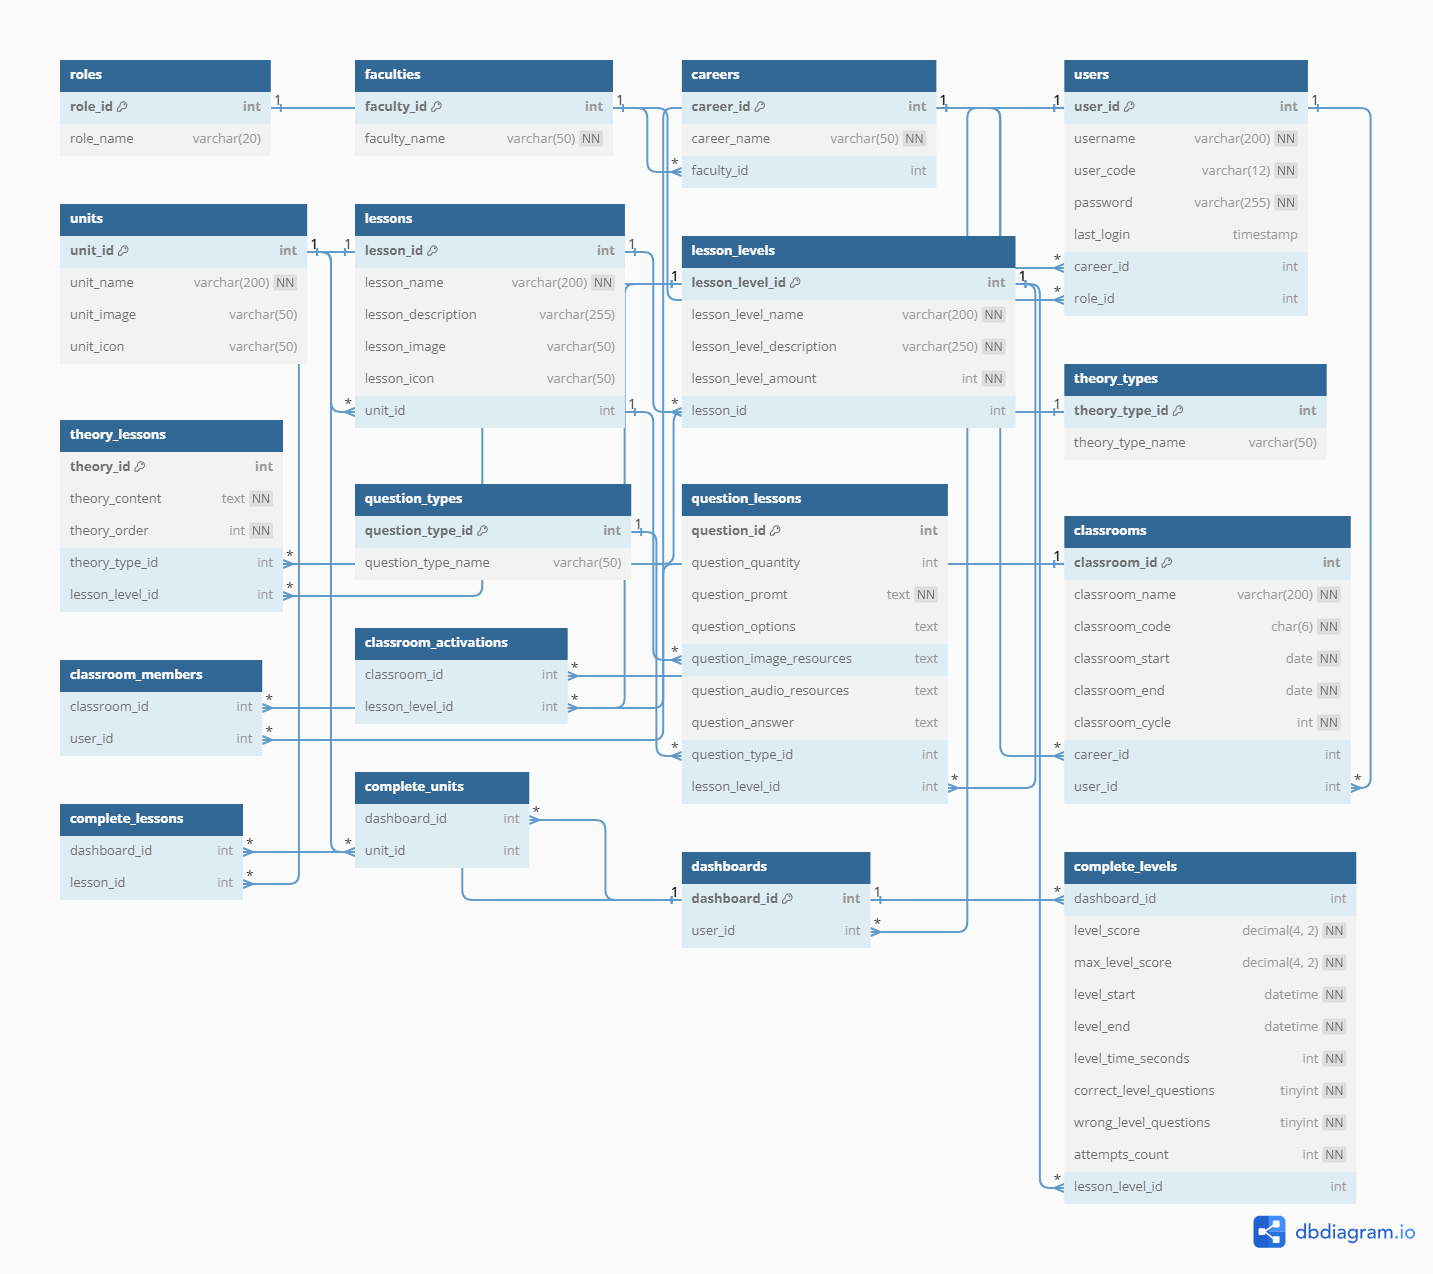 roles
role_id int
role_name varchar(20)
faculties
faculty_id int
faculty_name varchar(50) NN
careers
career_id int
career_name varchar(50) NN
faculty_id int
users
user_id int
username varchar(200) NN
user_code varchar(12) NN
password varchar(255) NN
last_login timestamp
career_id int
role_id int
units
unit_id int
unit_name varchar(200) NN
unit_image varchar(50)
unit_icon varchar(50)
lessons
lesson_id int
lesson_name varchar(200) NN
lesson_description varchar(255)
lesson_image varchar(50)
lesson_icon varchar(50)
unit_id int
lesson_levels
lesson_level_id int
lesson_level_name varchar(200) NN
lesson_level_description varchar(250) NN
lesson_level_amount int NN
lesson_id int
theory_types
theory_type_id int
theory_type_name varchar(50)
theory_lessons
theory_id int
theory_content text NN
theory_order int NN
theory_type_id int
lesson_level_id int
question_types
question_type_id int
question_type_name varchar(50)
question_lessons
question_id int
question_quantity int
question_promt text NN
question_options text
question_image_resources text
question_audio_resources text
question_answer text
question_type_id int
lesson_level_id int
classrooms
classroom_id int
classroom_name varchar(200) NN
classroom_code char(6) NN
classroom_start date NN
classroom_end date NN
classroom_cycle int NN
career_id int
user_id int
classroom_members
classroom_id int
user_id int
classroom_activations
classroom_id int
lesson_level_id int
complete_lessons
dashboard_id int
lesson_id int
complete_units
dashboard_id int
unit_id int
dashboards
dashboard_id int
user_id int
complete_levels
dashboard_id int
level_score decimal(4, 2) NN
max_level_score decimal(4, 2) NN
level_start datetime NN
level_end datetime NN
level_time_seconds int NN
correct_level_questions tinyint NN
wrong_level_questions tinyint NN
attempts_count int NN
lesson_level_id int
dbdiagram.io